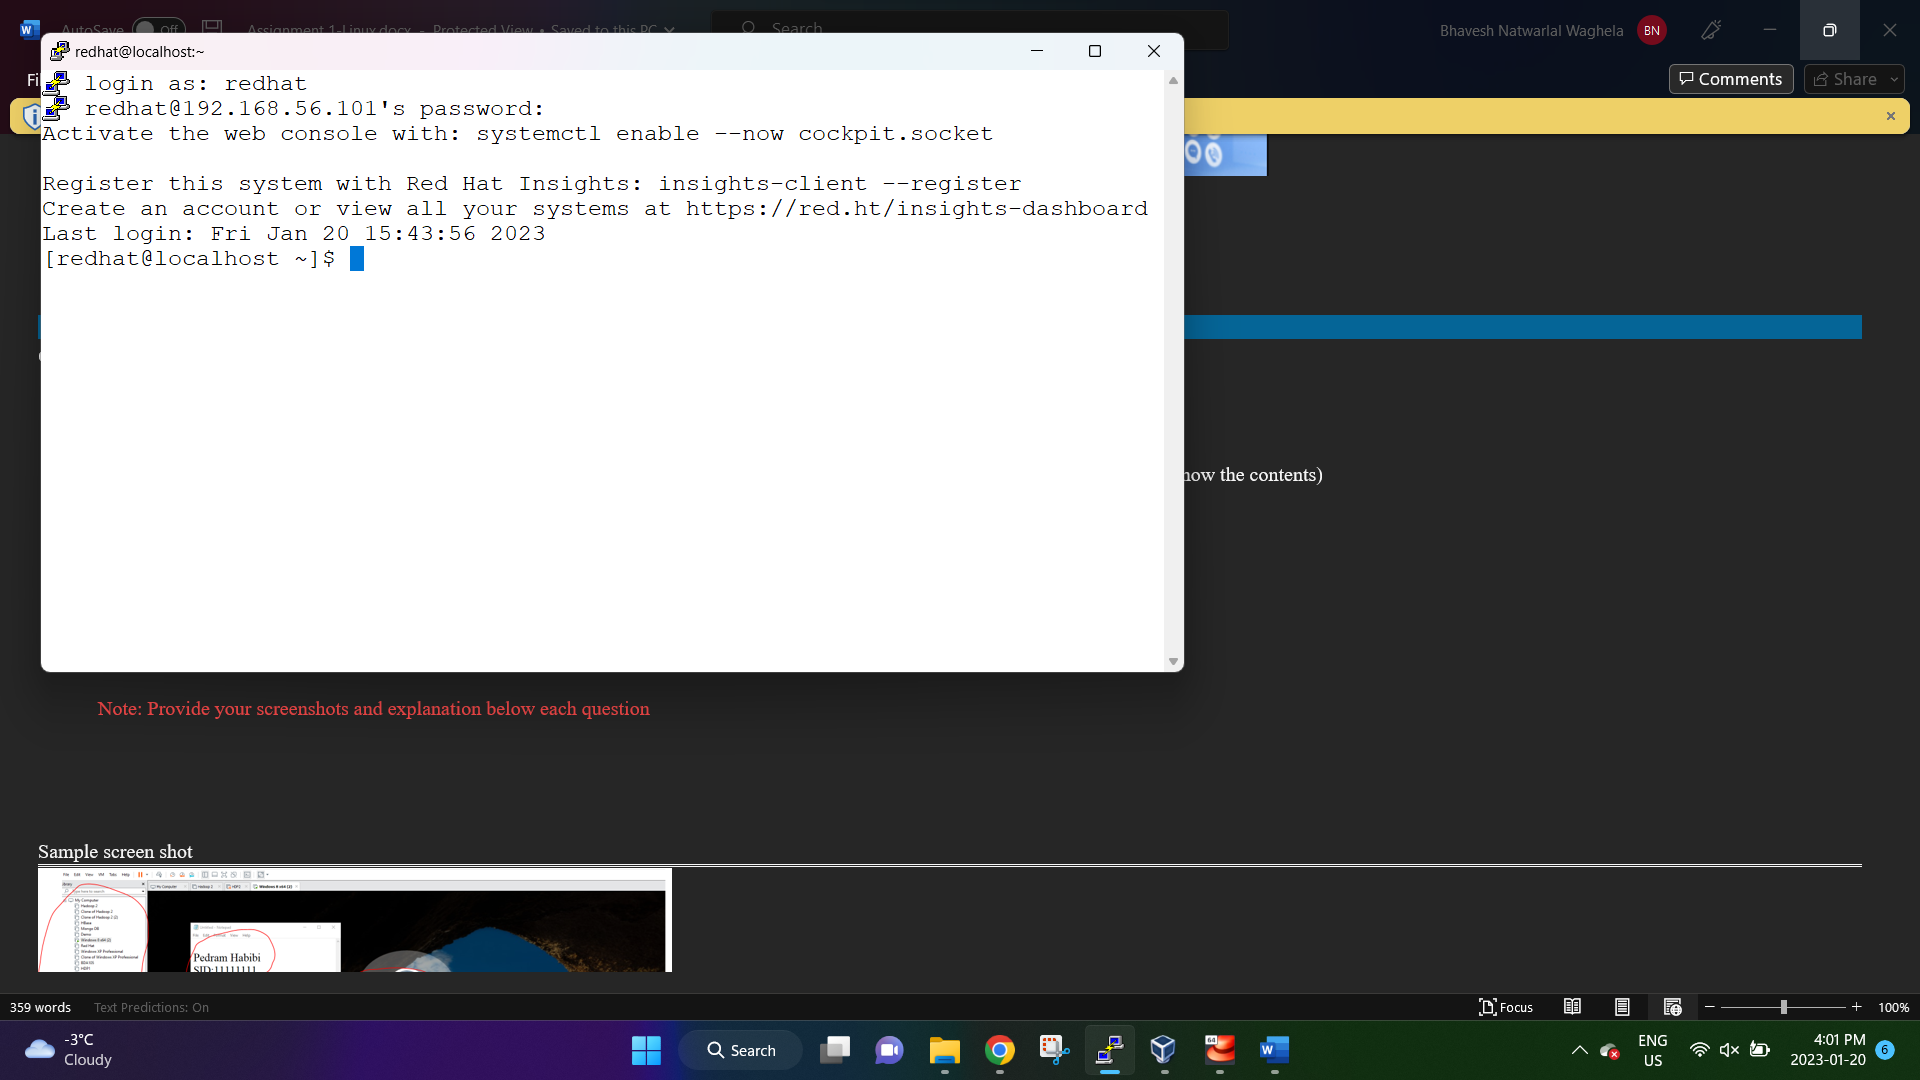 AutoSave Off Assignment 1-Linux.docx - Protected View • Saved to this PC Search Bhavesh Natwarlal Waghela BN
redhat@localhost:~
Fi Comments Share
login as: redhat
redhat@192.168.56.101's password:
Activate the web console with: systemctl enable --now cockpit.socket
Register this system with Red Hat Insights: insights-client --register
Create an account or view all your systems at https://red.ht/insights-dashboard
Last login: Fri Jan 20 15:43:56 2023
[redhat@localhost ~]$
now the contents)
Note: Provide your screenshots and explanation below each question
Sample screen shot
Pedram Habibi
SID:11111111
359 words Text Predictions: On Focus 100%
-3°C
Cloudy
Search
64
ENG
US
4:01 PM
2023-01-20
6